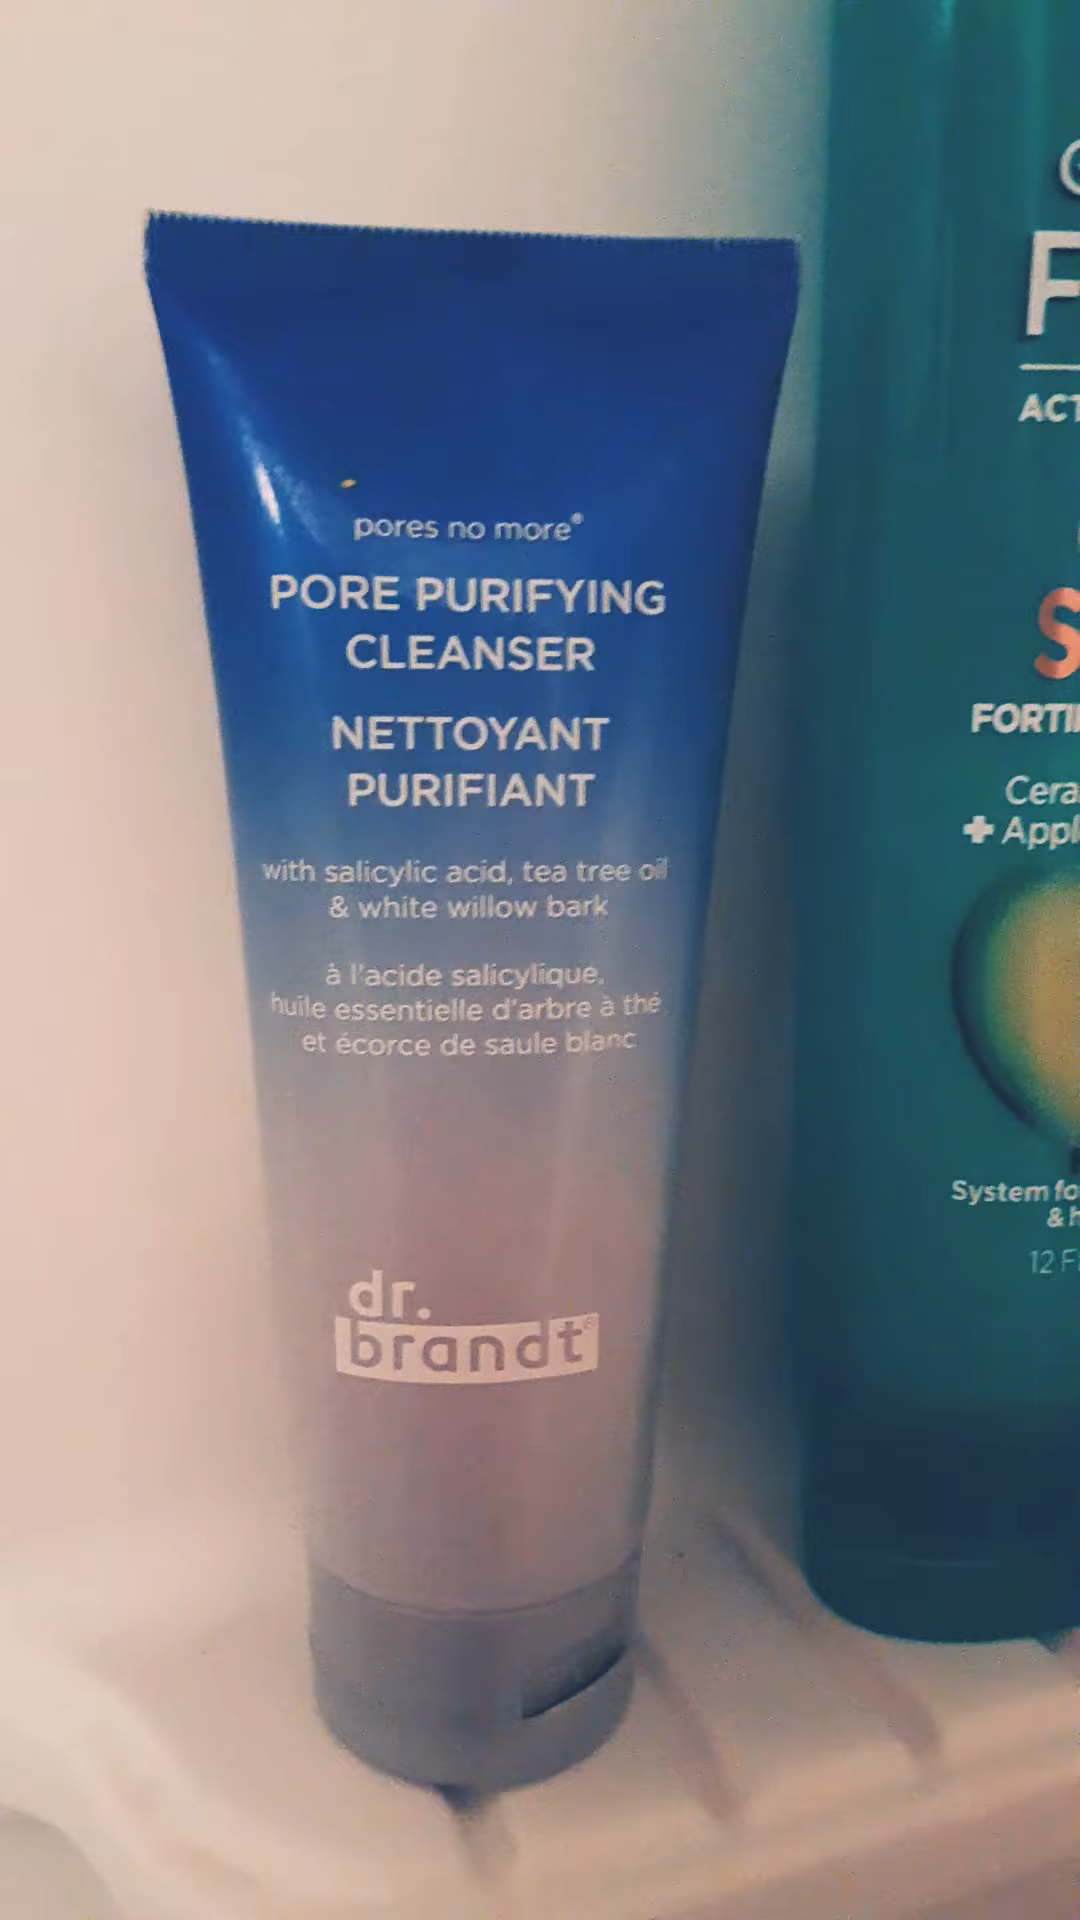 pores no more®
PORE PURIFYING
CLEANSER
NETTOYANT
PURIFIANT
with salicylic acid, tea tree oil
& white willow bark
à l'acide salicylique,
huile essentielle d'arbre à thé
et écorce de saule blanc
dr.
brandt®
G
F
ACT
S
FORTI
Cera
+ Appl
System fo
& h
12 F